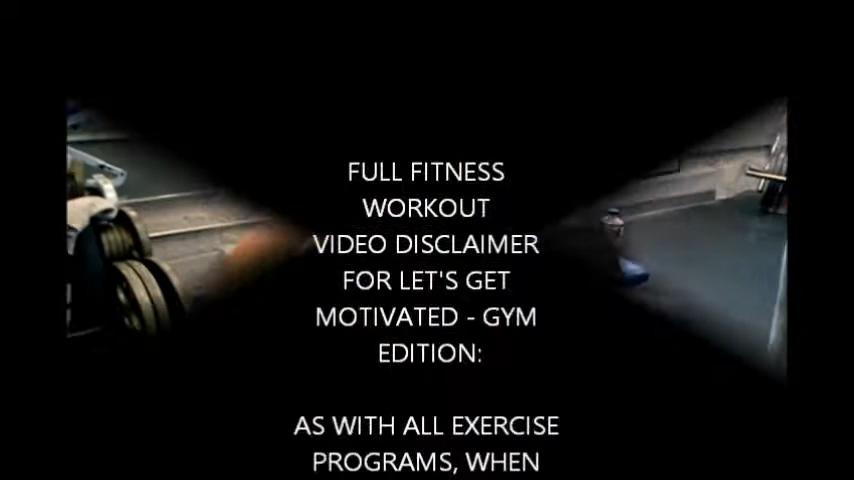 FULL FITNESS
WORKOUT
VIDEO DISCLAIMER
FOR LET'S GET
MOTIVATED - GYM
EDITION:
AS WITH ALL EXERCISE
PROGRAMS, WHEN